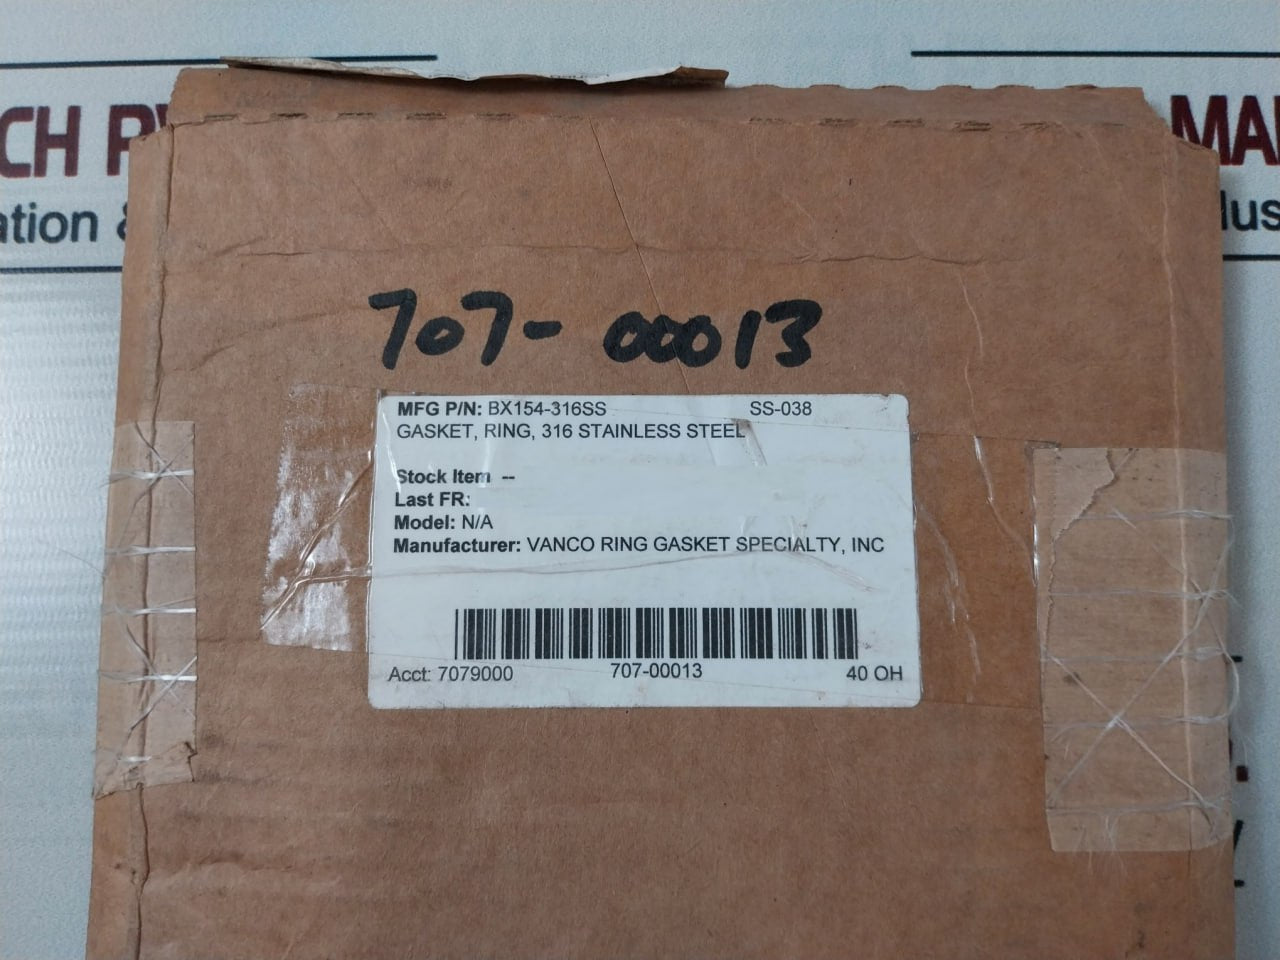 CH
MA
ation &
lus
707-00013
MFG P/N: BX154-316SS SS-038
GASKET, RING, 316 STAINLESS STEEL
Stock Item --
Last FR:
Model: N/A
Manufacturer: VANCO RING GASKET SPECIALTY, INC
Acct: 7079000 707-00013 40 OH